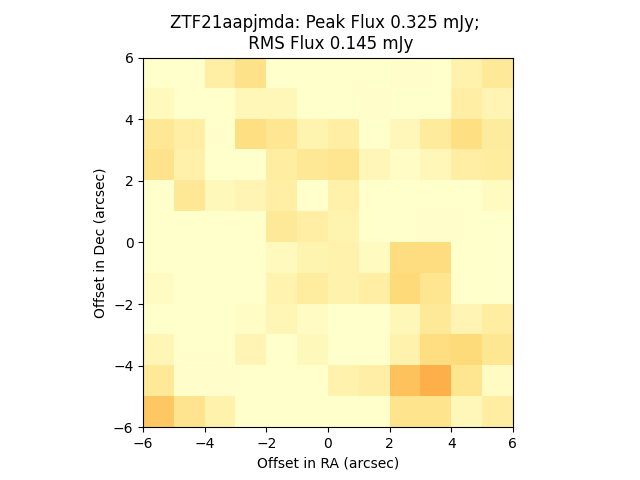 ZTF21aapjmda: Peak Flux 0.325 mJy;
RMS Flux 0.145 mJy
6
4
2
0
−2
−4
−6
Offset in Dec (arcsec)
−6 −4 −2 0 2 4 6
Offset in RA (arcsec)